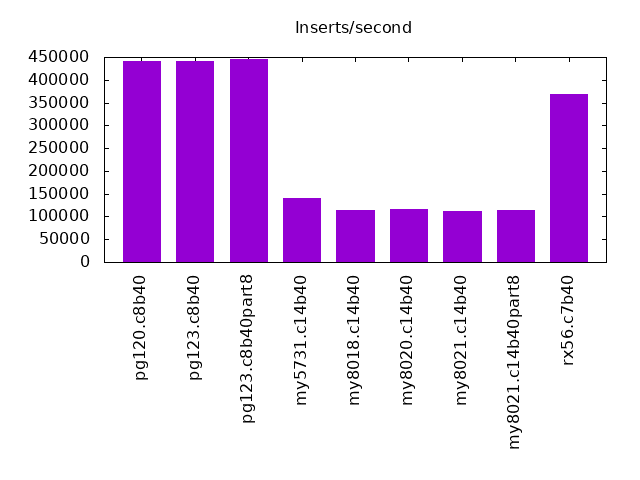 Inserts/second
450000
400000
350000
300000
250000
200000
150000
100000
50000
0
pg120.c8b40
pg123.c8b40
pg123.c8b40part8
my5731.c14b40
my8018.c14b40
my8020.c14b40
my8021.c14b40
my8021.c14b40part8
rx56.c7b40